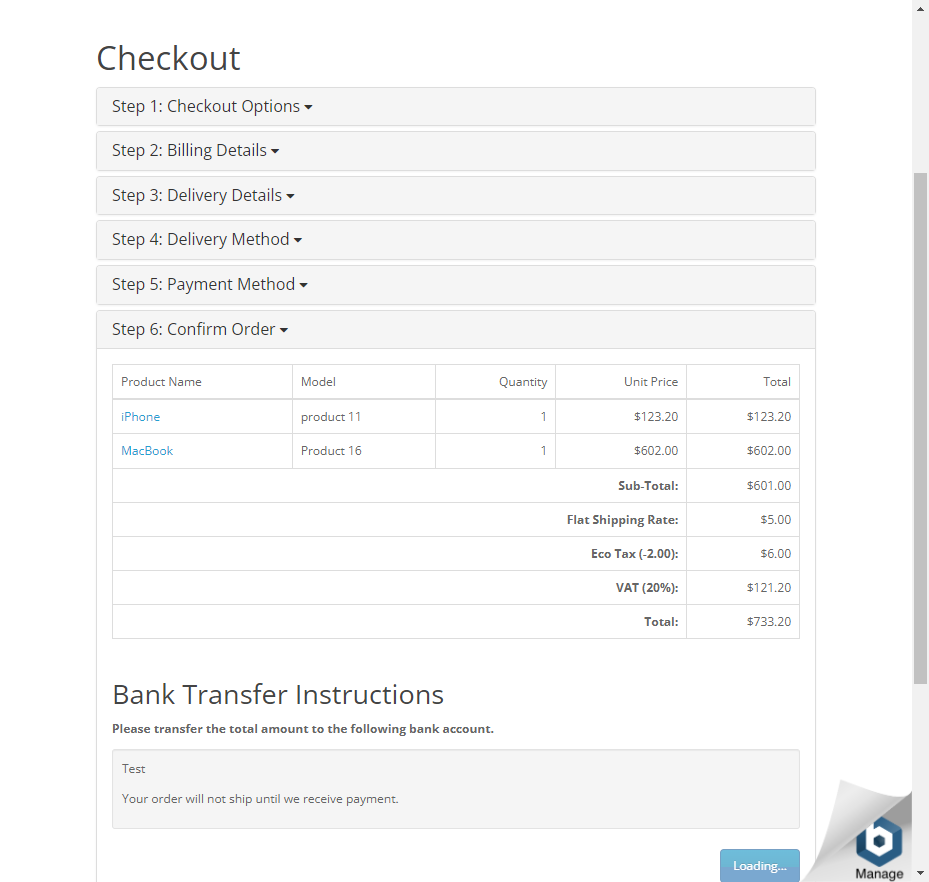 Checkout
Step 1: Checkout Options
Step 2: Billing Details
Step 3: Delivery Details
Step 4: Delivery Method
Step 5: Payment Method
Step 6: Confirm Order
Product Name Model Quantity Unit Price Total
iPhone product 11 1 $123.20 $123.20
MacBook Product 16 1 $602.00 $602.00
Sub-Total: $601.00
Flat Shipping Rate: $5.00
Eco Tax (-2.00): $6.00
VAT (20%): $121.20
Total: $733.20
Bank Transfer Instructions
Please transfer the total amount to the following bank account.
Test
Your order will not ship until we receive payment.
Loading...
b
Manage